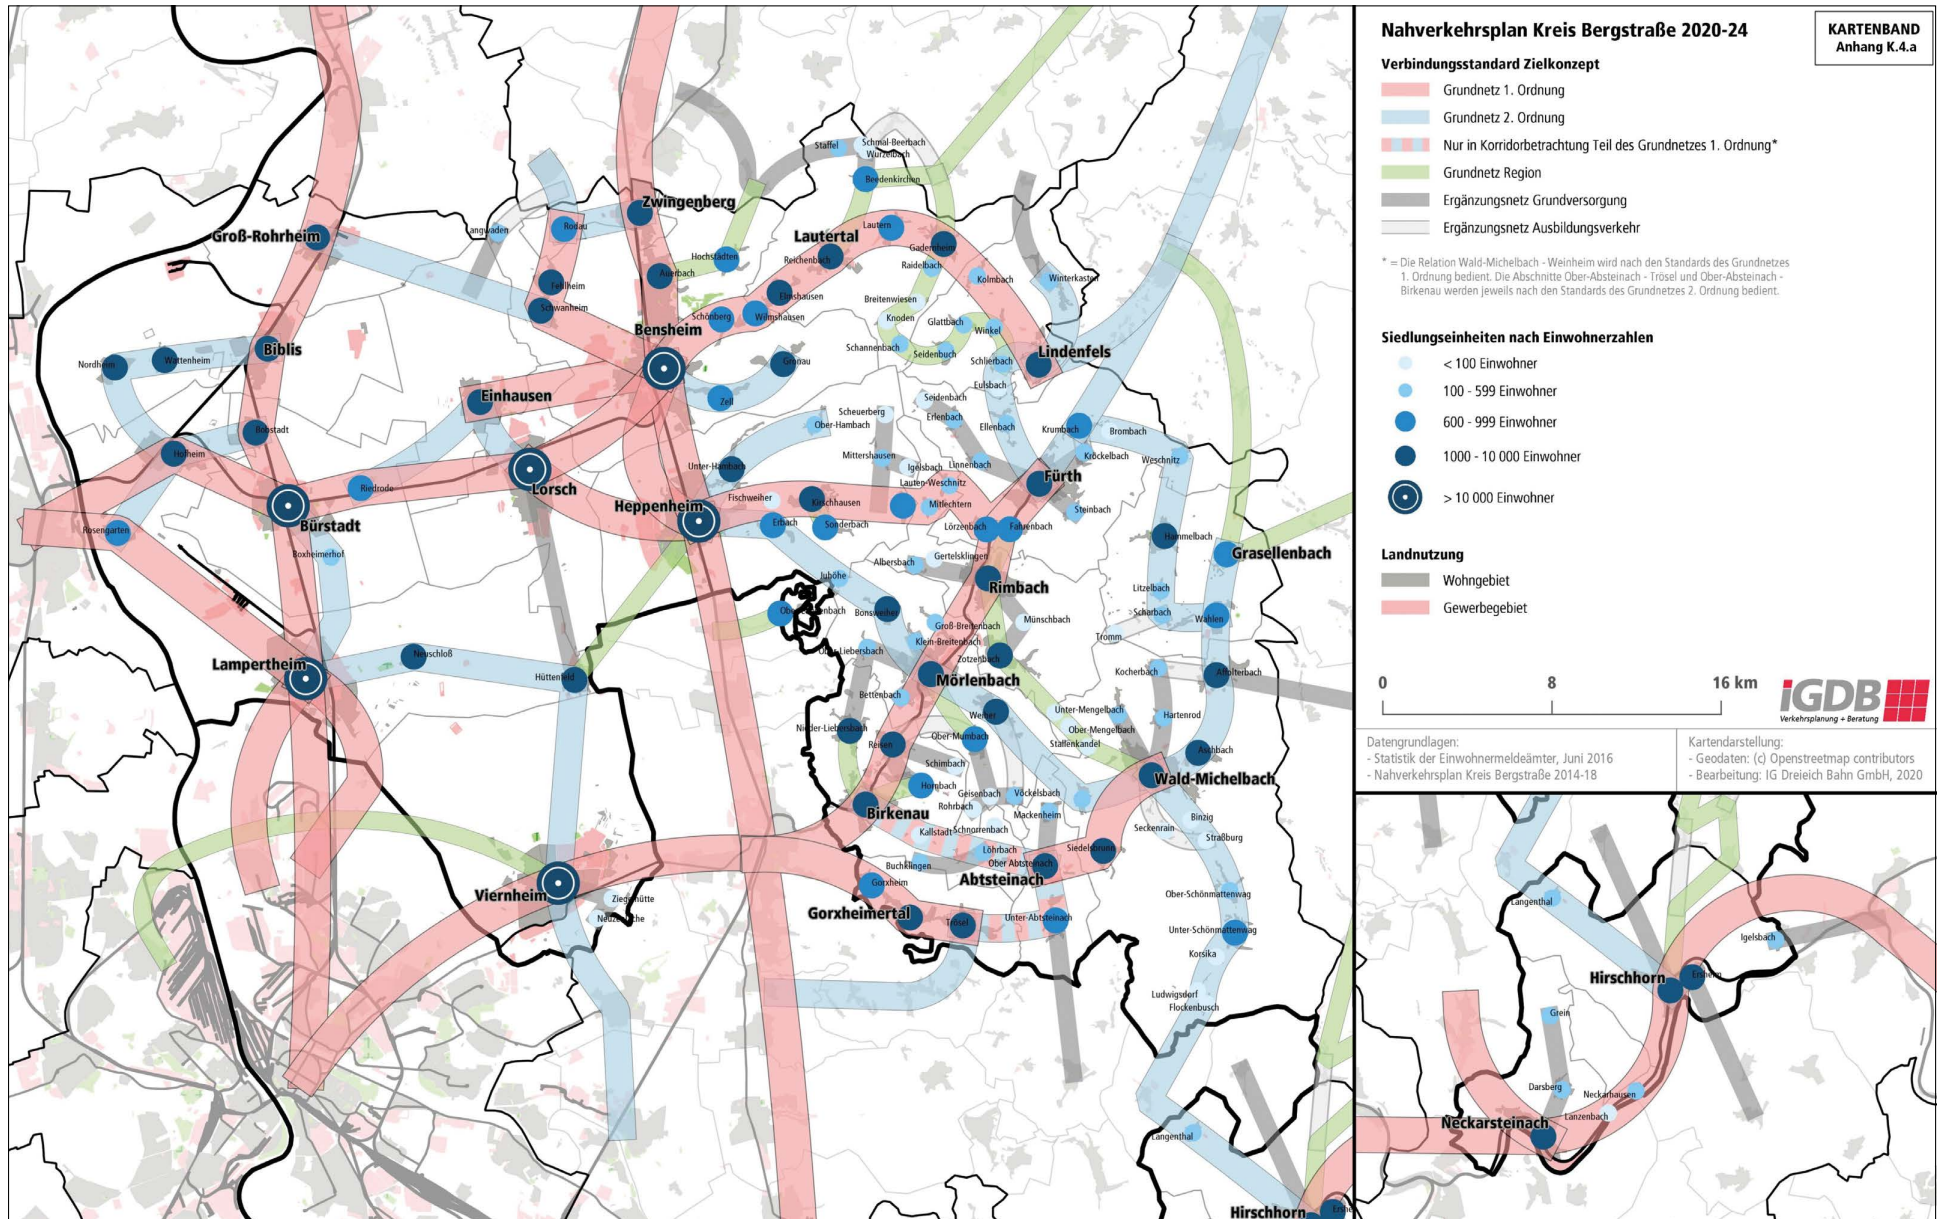 Nahverkehrsplan Kreis Bergstraße 2020-24
KARTENBAND
Anhang K.4.a
Verbindungsstandard Zielkonzept
Grundnetz 1. Ordnung
Grundnetz 2. Ordnung
Nur in Korridorbetrachtung Teil des Grundnetzes 1. Ordnung*
Grundnetz Region
Ergänzungsnetz Grundversorgung
Ergänzungsnetz Ausbildungsverkehr
* = Die Relation Wald-Michelbach - Weinheim wird nach den Standards des Grundnetzes
1. Ordnung bedient. Die Abschnitte Ober-Absteinach - Trösel und Ober-Absteinach -
Birkenau werden jeweils nach den Standards des Grundnetzes 2. Ordnung bedient.
Siedlungseinheiten nach Einwohnerzahlen
< 100 Einwohner
100 - 599 Einwohner
600 - 999 Einwohner
1000 - 10 000 Einwohner
> 10 000 Einwohner
Landnutzung
Wohngebiet
Gewerbegebiet
0 8 16 km
iGDB
Verkehrsplanung + Beratung
Datengrundlagen:
- Statistik der Einwohnermeldeämter, Juni 2016
- Nahverkehrsplan Kreis Bergstraße 2014-18
Kartendarstellung:
- Geodaten: (c) Openstreetmap contributors
- Bearbeitung: IG Dreieich Bahn GmbH, 2020
Staffel
Schmal-Beerbach
Wurzelbach
Beedenkirchen
Zwingenberg
Langwaden
Rodau
Groß-Rohrheim
Lautertal
Lautern
Gadernheim
Reichenbach
Raidelbach
Hochstädten
Auerbach
Fehlheim
Schwanheim
Elmshausen
Kolmbach
Winterkasten
Breitenwiesen
Knoden
Schönberg
Wilmshausen
Bensheim
Glattbach
Winkel
Schannenbach
Seidenbuch
Schlierbach
Lindenfels
Biblis
Nordheim
Wattenheim
Gronau
Eulsbach
Einhausen
Zell
Seidenbach
Scheuerberg
Erlenbach
Ober-Hambach
Ellenbach
Krumbach
Brombach
Bobstadt
Hofheim
Mittershausen
Igelsbach
Linnenbach
Kröckelbach
Weschnitz
Unter-Hambach
Lauten-Weschnitz
Fürth
Riedrode
Lorsch
Fischweiher
Kirschhausen
Mitlechtern
Heppenheim
Steinbach
Bürstadt
Rosengarten
Erbach
Sonderbach
Lörzenbach
Fahrenbach
Hammelbach
Boxheimerhof
Albersbach
Gertelsklingen
Grasellenbach
Juhöhe
Rimbach
Litzelbach
Bonsweiher
Groß-Breitenbach
Münschbach
Scharbach
Wahlen
Klein-Breitenbach
Tromm
Ober-Liebersbach
Zotzenbach
Lampertheim
Neuschloß
Hüttenfeld
Mörlenbach
Kocherbach
Affolterbach
Bettenbach
Weiher
Unter-Mengelbach
Hartenrod
Nieder-Liebersbach
Ober-Mengelbach
Reisen
Ober-Mumbach
Stallenkandel
Aschbach
Schimbach
Wald-Michelbach
Hornbach
Geisenbach
Vöckelsbach
Rohrbach
Birkenau
Mackenheim
Binzig
Kallstadt
Schnorrenbach
Seckenrain
Straßburg
Löhrbach
Siedelsbrunn
Buchklingen
Ober Abtsteinach
Abtsteinach
Viernheim
Gorxheim
Ober-Schönmattenwag
Gorxheimertal
Trösel
Unter-Abtsteinach
Unter-Schönmattenwag
Korsika
Ludwigsdorf
Flockenbusch
Langenthal
Hirschhorn
Langenthal
Igelsbach
Hirschhorn
Ersheim
Grein
Darsberg
Neckarhausen
Lanzenbach
Neckarsteinach